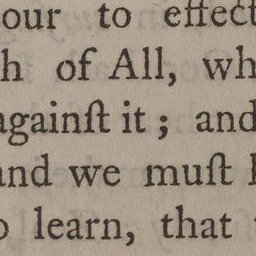 our to effect
h of All, wh
againſt it ; and
and we muſt
o learn, that